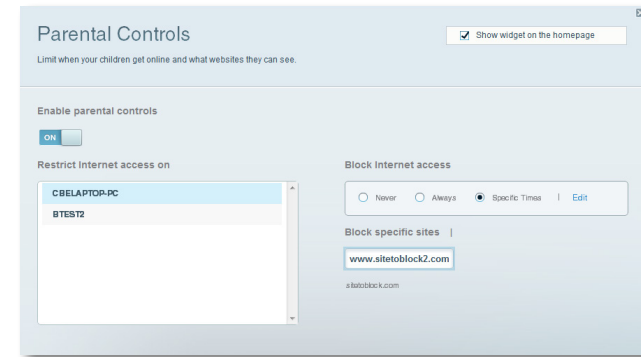 Parental Controls
Show widget on the homepage
Limit when your children get online and what websites they can see.
Enable parental controls
ON
Restrict Internet access on
Block Internet access
CBELAPTOP-PC
Never Always Specific Times | Edit
BTEST2
Block specific sites |
www.sitetoblock2.com
sitetoblock.com